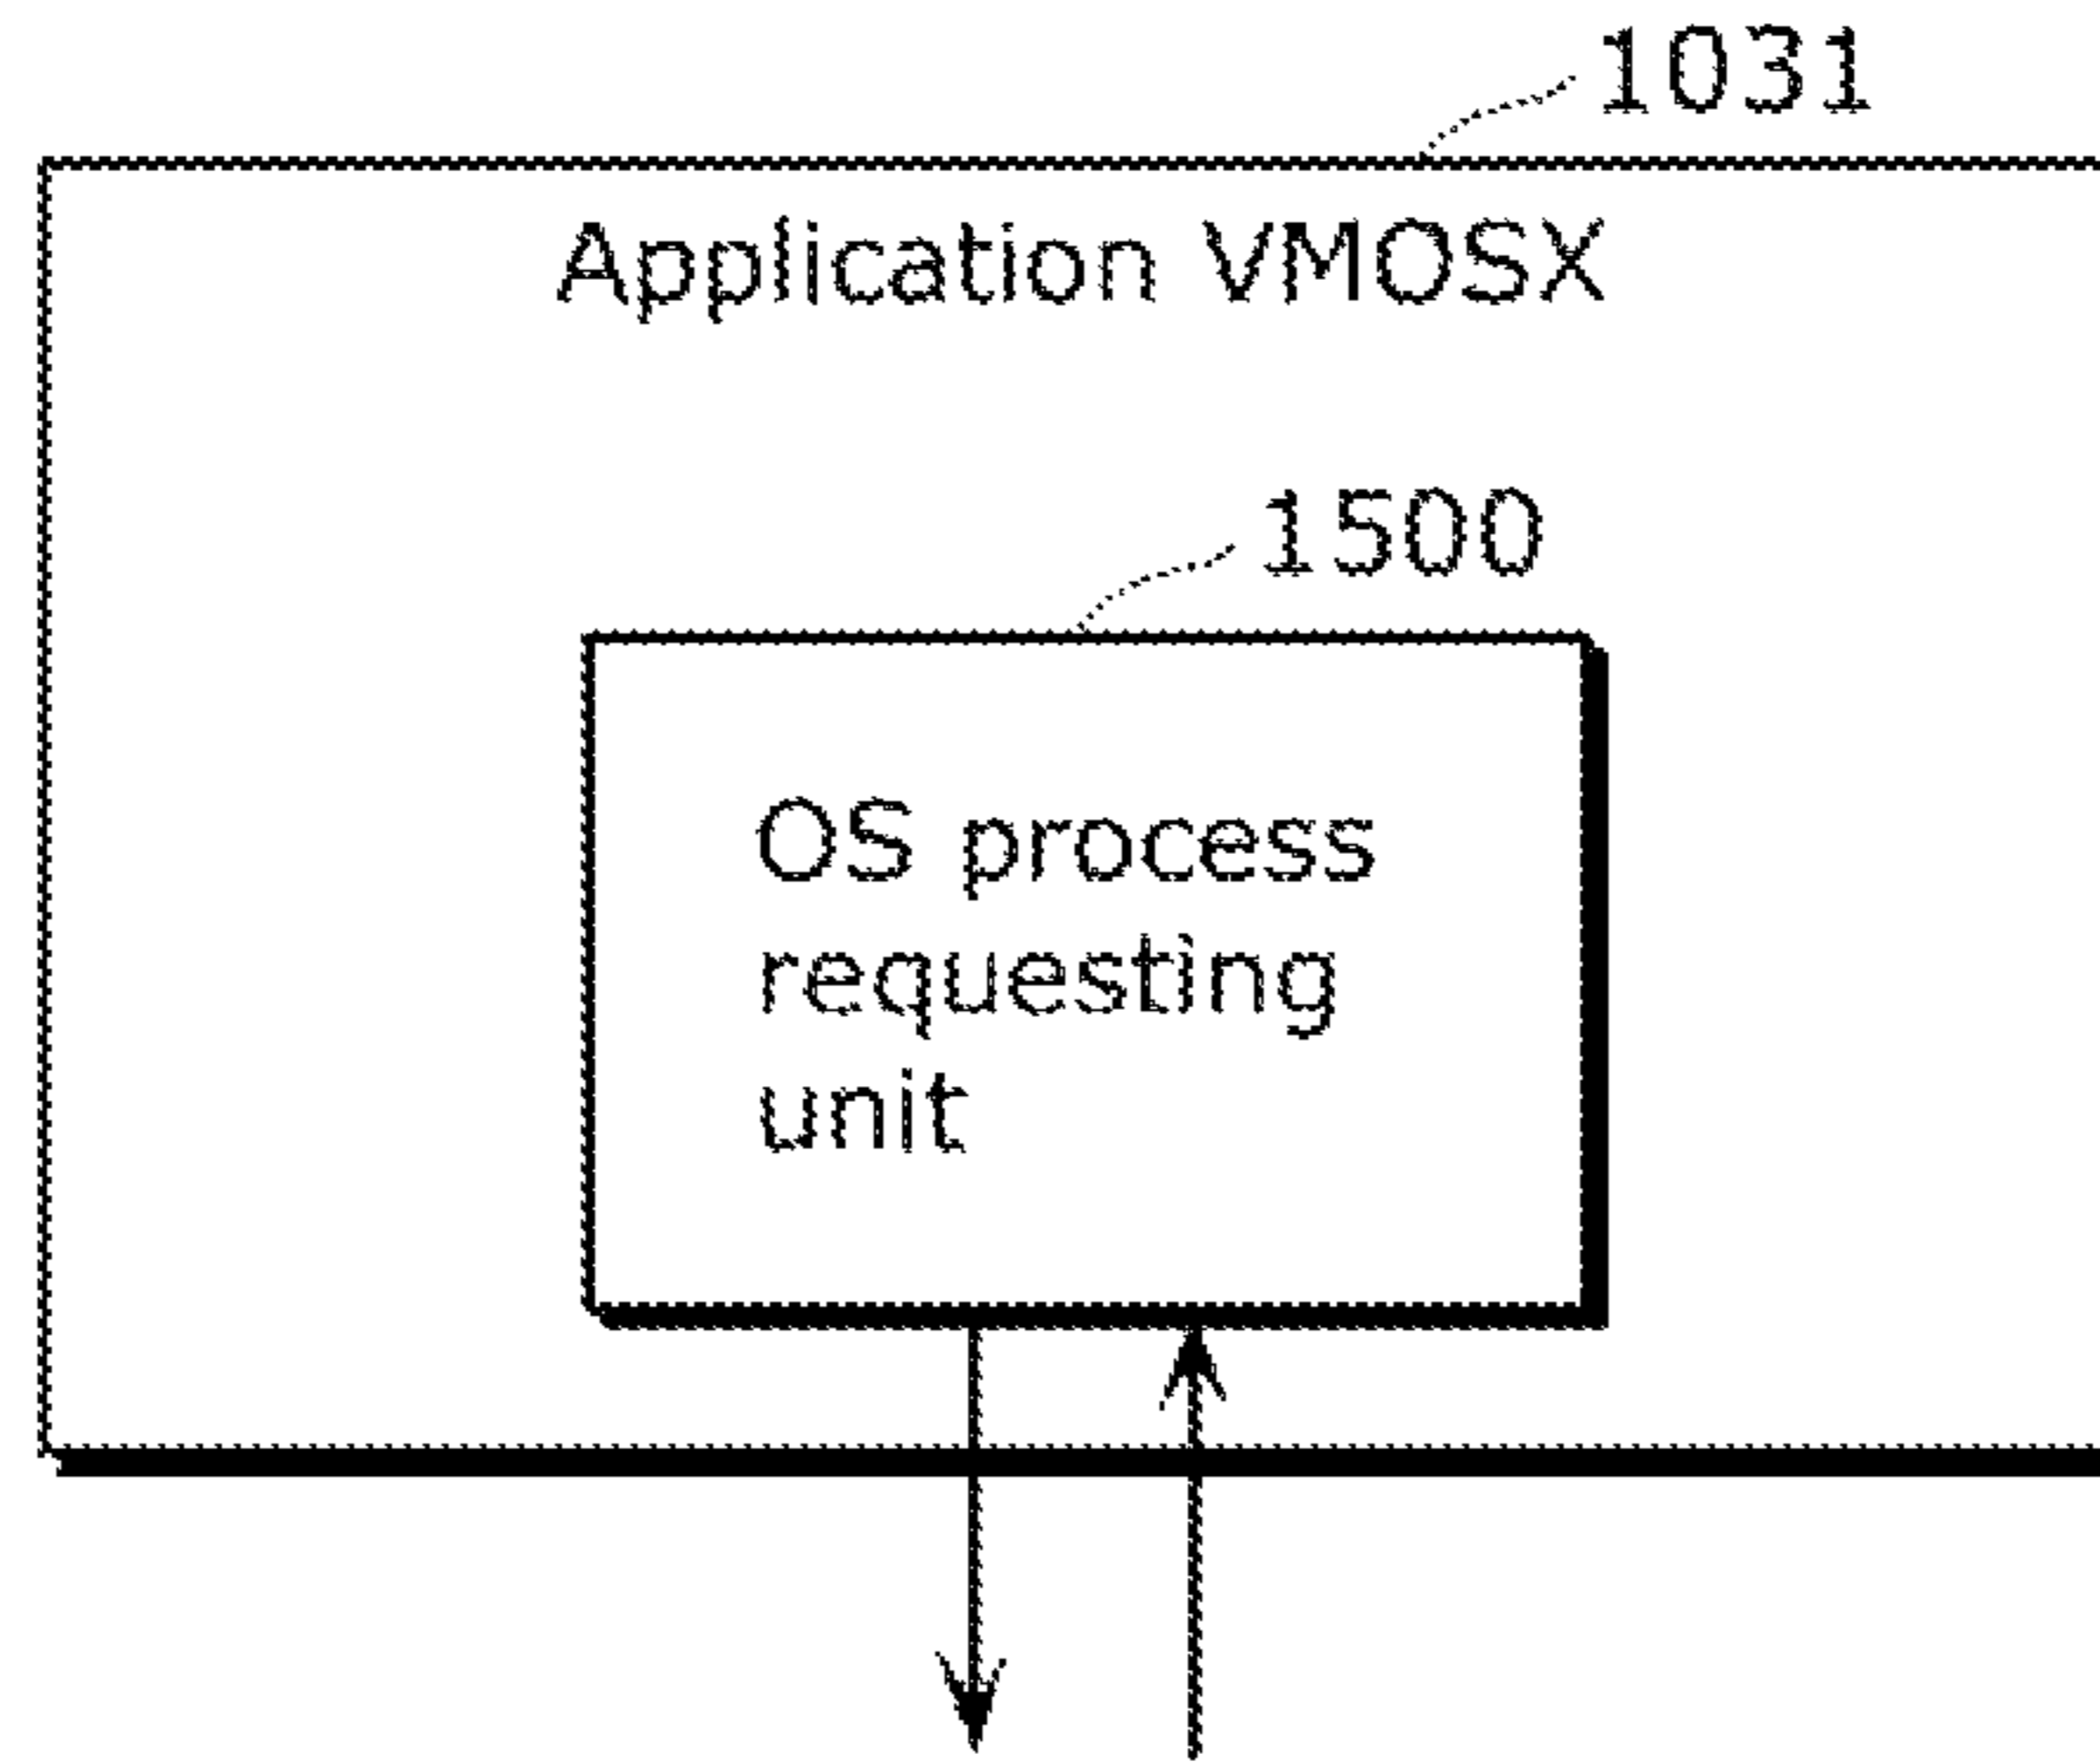 1031
Application VMOSX
1500
OS process
requesting
unit